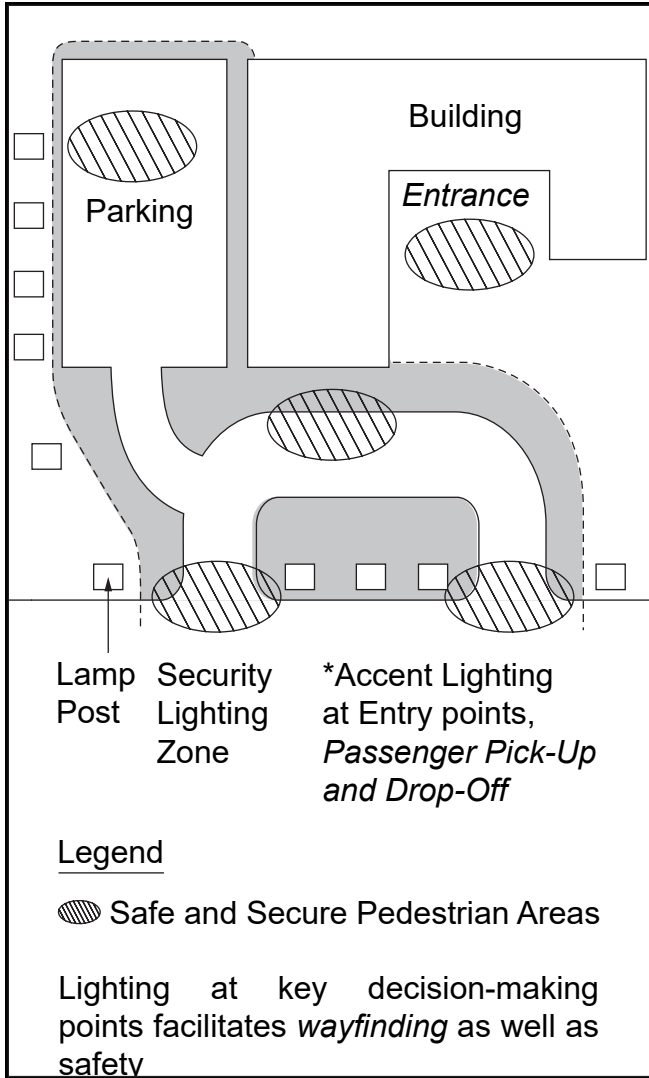 Building
Entrance
Parking
Lamp
Post
Security
Lighting
Zone
*Accent Lighting
at Entry points,
Passenger Pick-Up
and Drop-Off
Legend
Safe and Secure Pedestrian Areas
Lighting at key decision-making
points facilitates wayfinding as well as
safety